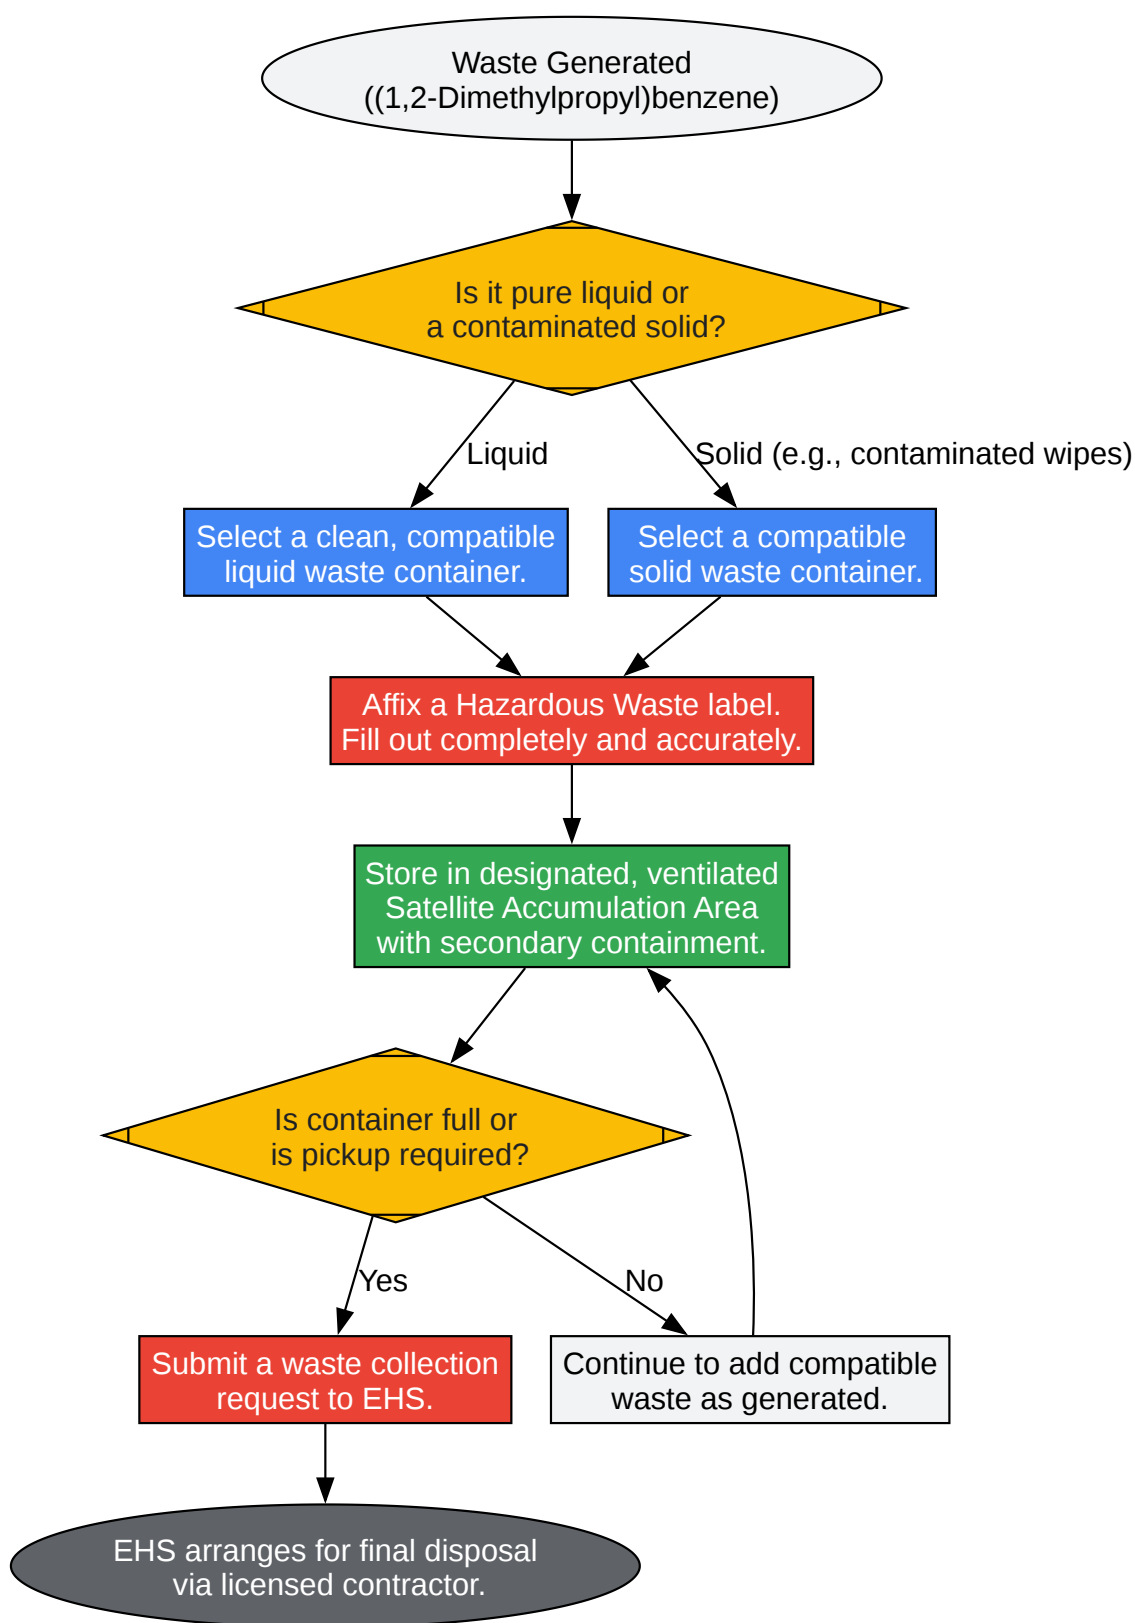 Waste Generated
((1,2-Dimethylpropyl)benzene)
Is it pure liquid or
a contaminated solid?
Liquid
Solid (e.g., contaminated wipes)
Select a clean, compatible
liquid waste container.
Select a compatible
solid waste container.
Affix a Hazardous Waste label.
Fill out completely and accurately.
Store in designated, ventilated
Satellite Accumulation Area
with secondary containment.
Is container full or
is pickup required?
Yes
No
Submit a waste collection
request to EHS.
Continue to add compatible
waste as generated.
EHS arranges for final disposal
via licensed contractor.